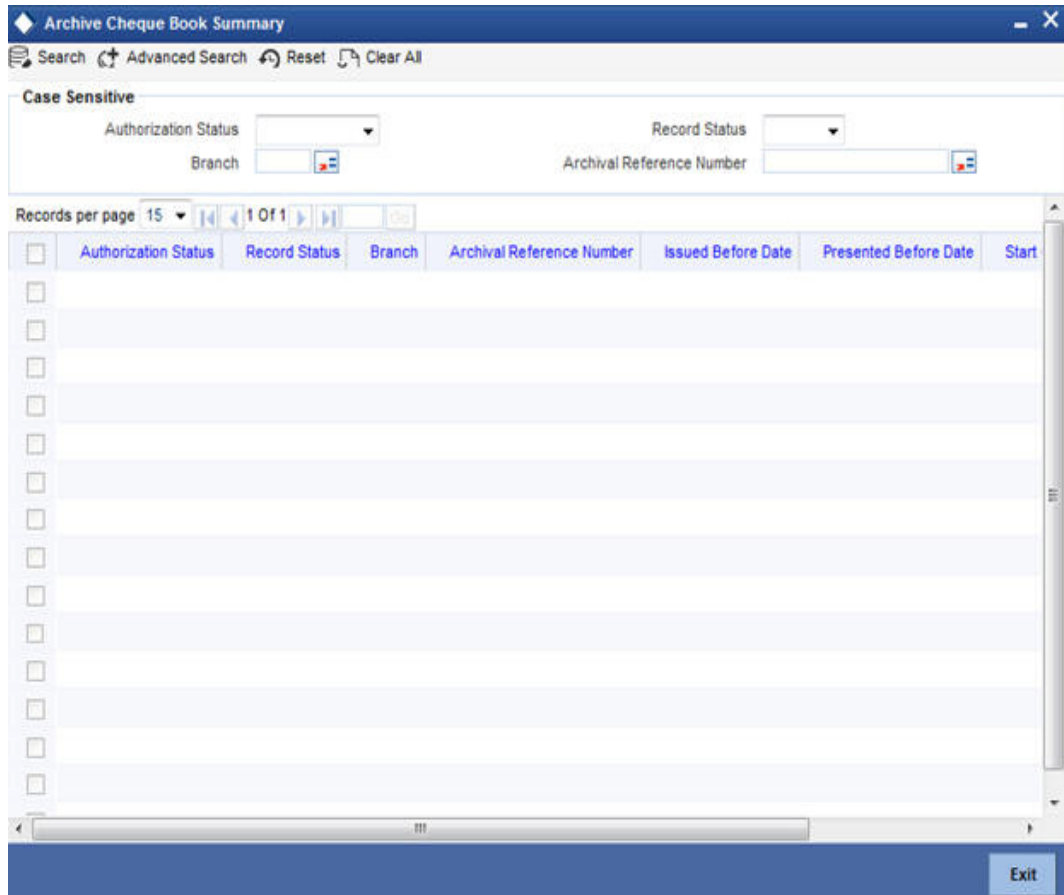 Archive Cheque Book Summary
Search Advanced Search Reset Clear All
Case Sensitive
Authorization Status Record Status
Branch Archival Reference Number
Records per page 15 1 Of 1 Go
Authorization Status Record Status Branch Archival Reference Number Issued Before Date Presented Before Date Start
Exit